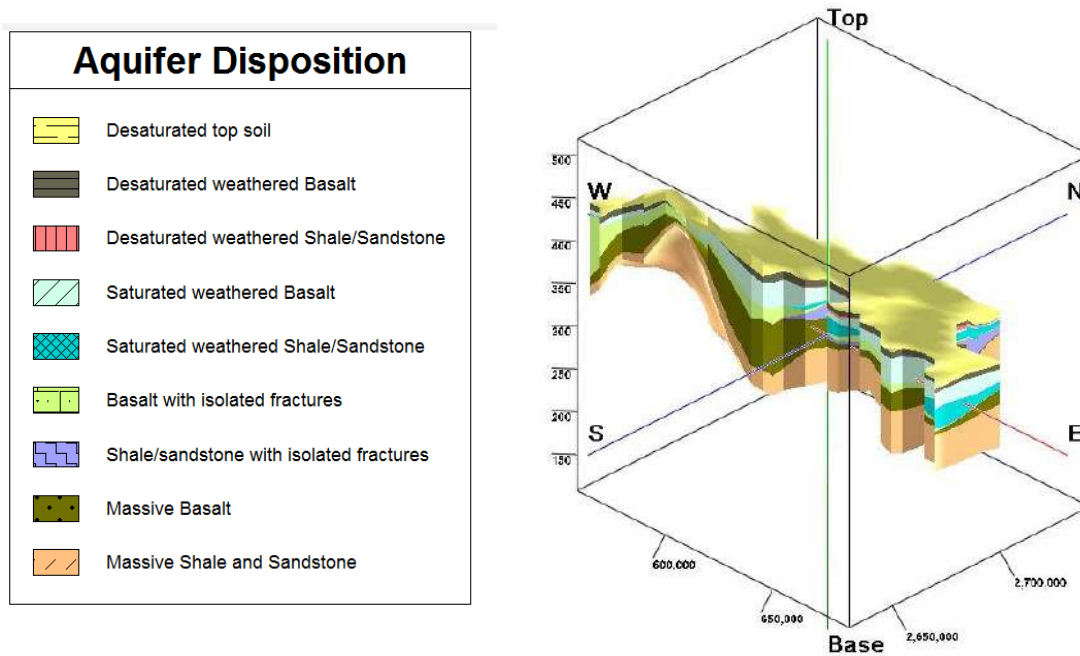 Aquifer Disposition
Desaturated top soil
Desaturated weathered Basalt
Desaturated weathered Shale/Sandstone
Saturated weathered Basalt
Saturated weathered Shale/Sandstone
Basalt with isolated fractures
Shale/sandstone with isolated fractures
Massive Basalt
Massive Shale and Sandstone
Top
500
W
N
450
400
350
300
250
200
S
E
150
600,000
2,700,000
650,000
2,650,000
Base